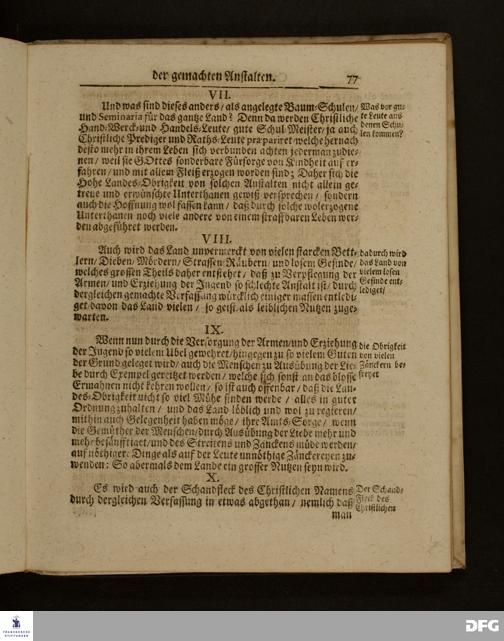 der gemachten Anstalten. 77
VII.
Und was sind dieses anders / als angelegte Baum-Schulen /
und Seminaria für das gantze Land? Denn da werden Christliche
Hand-Werck- und Handels-Leute / gute Schul-Meister / ja auch
Christliche Prediger und Raths-Leute præpariret welche hernach
desto mehr in ihrem Leben sich verbunden achten jederman zudie-
nen / weil sie GOttes sonderbare Fürsorge von Kindheit auf er-
fahren / und mit allem Fleiß erzogen worden sind; Daher sich die
Hohe Landes-Obrigkeit von solchen Anstalten nicht allein ge-
treue und erwünschte Unterthanen gewiß versprechen / sondern
auch die Hoffnung wol fassen kann / daß durch solche wolerzogene
Unterthanen noch viele andere von einem straffbaren Leben wer-
den abgeführet werden.
Was vor gu-
te Leute aus
denen Schu-
len kommen?
VIII.
Auch wird das Land unvermerckt von vielen starcken Bett-
lern / Dieben / Mördern / Strassen-Räubern / und losem Gesinde /
welches grossen Theils daher entstehet / daß zu Verpflegung der
Armen / und Erziehung der Jugend so schlechte Anstalt ist / durch
dergleichen gemachte Verfassung würcklich einiger massen entledi-
get davon das Land vielen / so geist- als leiblichen Nutzen zuge-
warten.
dadurch wird
das Land von
vielem losen
Gesinde ent-
lediget /
IX.
Wenn nun durch die Versorgung der Armen / und Erziehung
der Jugend so vielem Ubel gewehret / hingegen zu so vielem Guten
der Grund geleget wird / auch die Menschen zu Ausübung der Lie-
be durch Exempel gereitzet werden / welche sich sonst an das blosse
Ermahnen nicht kehren wollen / so ist auch offenbar / daß die Lan-
des-Obrigkeit nicht so viel Mühe finden werde / alles in guter
Ordnung zuhalten / und das Land löblich und wol zu regieren /
mithin auch Gelegenheit haben möge / ihre Amts-Sorge / wenn
die Gemüther der Menschen / durch Ausübung der Liebe mehr und
mehr besänfftiget / und des Streitens und Zanckens müde werden /
auf nöthiger Dinge als auf der Leute unnöthige Zänckereyen zu-
wenden: So abermals dem Lande ein grosser Nutzen seyn wird.
die Obrigkeit
von vielen
Zänckern be-
freyet
X.
Es wird auch der Schandfleck des Christlichen Namens
durch dergleichen Verfassung in etwas abgethan / nemlich daß
man
Der Schand-
Fleck des
Christlichen
FRANCKESCHE
STIFTUNGEN
DFG